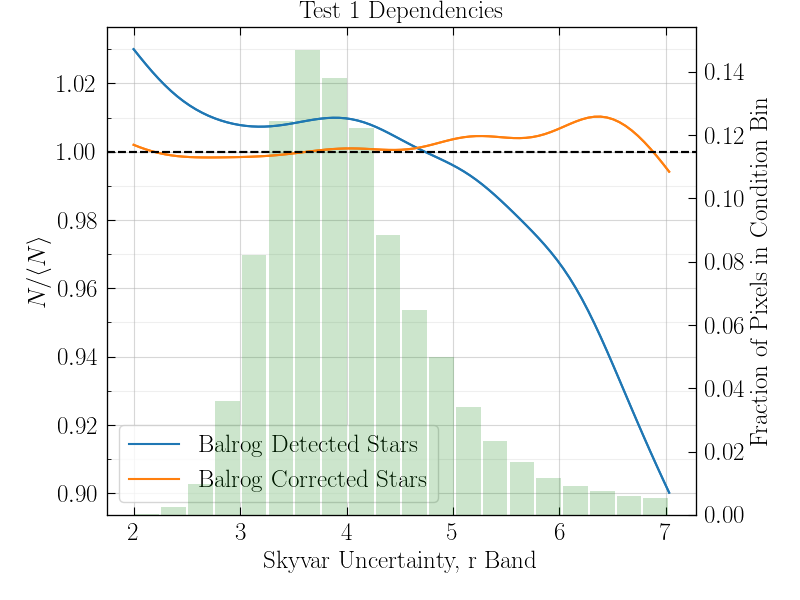 Test 1 Dependencies
1.02
1.00
0.98
0.96
0.94
0.92
0.90
N/⟨N⟩
0.14
0.12
0.10
0.08
0.06
0.04
0.02
0.00
Fraction of Pixels in Condition Bin
Balrog Detected Stars
Balrog Corrected Stars
2 3 4 5 6 7
Skyvar Uncertainty, r Band